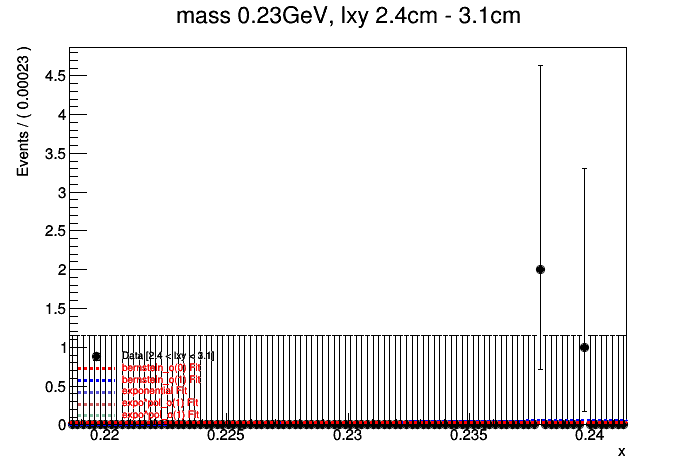 mass 0.23GeV, lxy 2.4cm - 3.1cm
Events / ( 0.00023 )
4.5
4
3.5
3
2.5
2
1.5
1
0.5
0
Data [2.4 < lxy < 3.1]
bernstein_o(0) Fit
bernstein_o(1) Fit
exponential Fit
expo*pol_o(1) Fit
0.22
0.225
0.23
0.235
0.24
x